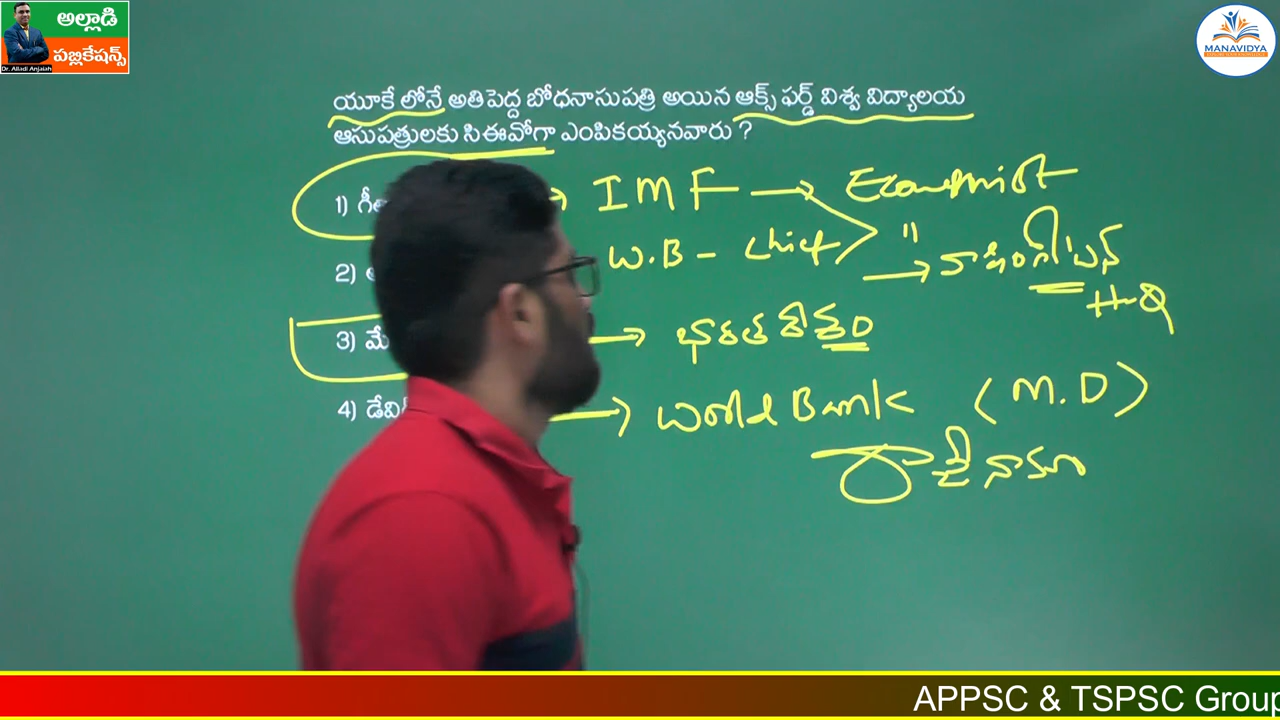 అల్లాడి
పబ్లికేషన్స్
Dr. Alladi Anjaiah
MANAVIDYA
యూకే లోనే అతిపెద్ద బోధనాసుపత్రి అయిన ఆక్స్ ఫర్డ్ విశ్వ విద్యాలయ
ఆసుపత్రులకు సిఈవోగా ఎంపికయ్యనవారు ?
1) గీత
IMF → Economist
W.B - chief "
→ వాషింగ్టన్
H-Q
2)
3) మే
→ భారత సంతతి
4) డేవి
→ World Bank (M.D)
రాజీనామా
APPSC & TSPSC Group